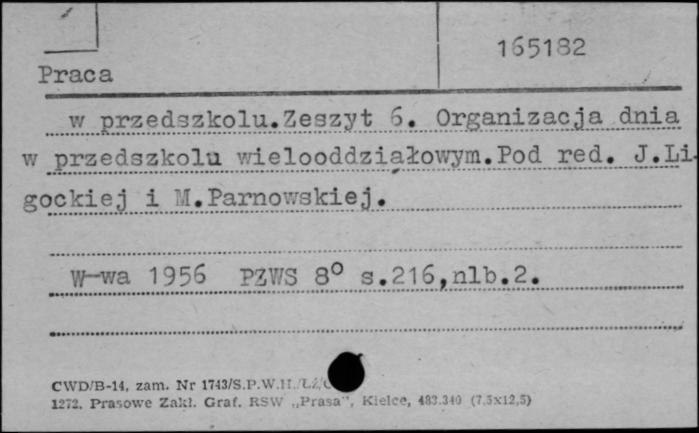 165182
Praca
w przedszkolu.Zeszyt 6. Organizacja dnia
w przedszkolu wielooddziałowym.Pod red. J.Li-
gockiej i M.Parnowskiej.
W-wa 1956 PZWS 8° s.216,nlb.2.
CWD/B-14, zam. Nr 1743/S.P.W.H./Łź/
1272. Prasowe Zakł. Graf. RSW „Prasa”, Kielce, 483.340 (7,5x12,5)